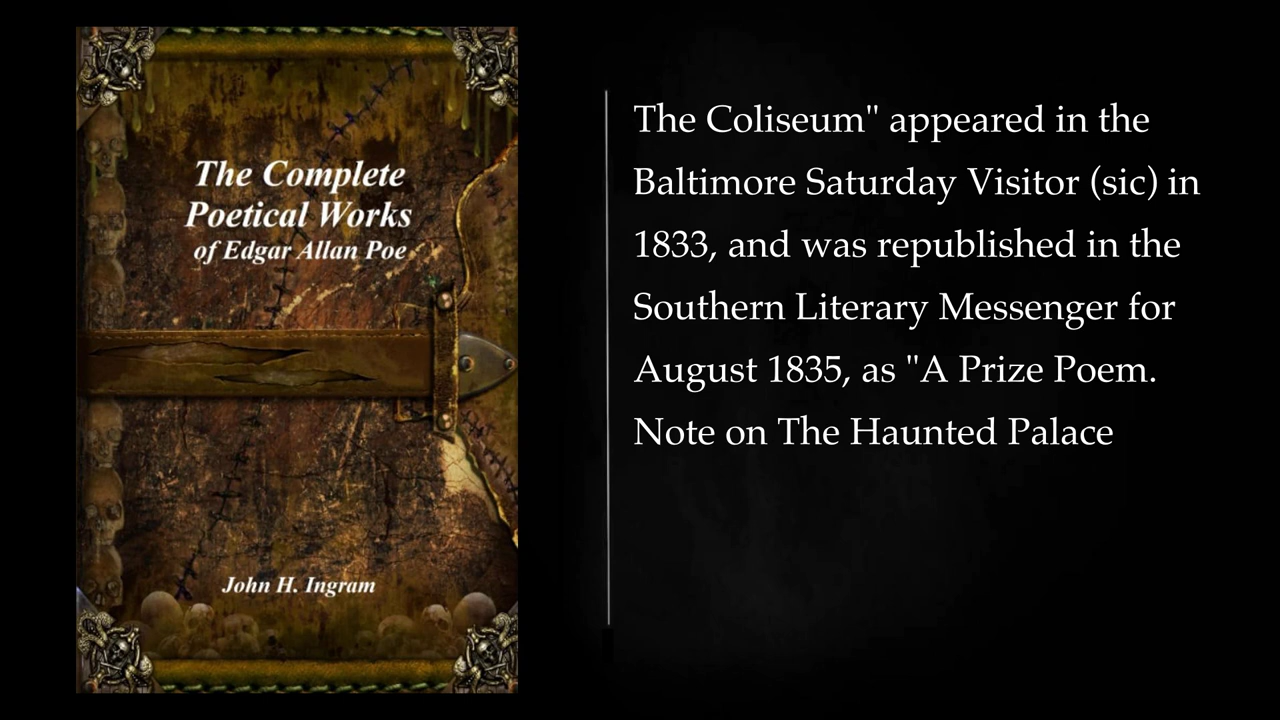 The Complete
Poetical Works
of Edgar Allan Poe
John H. Ingram
The Coliseum" appeared in the
Baltimore Saturday Visitor (sic) in
1833, and was republished in the
Southern Literary Messenger for
August 1835, as "A Prize Poem.
Note on The Haunted Palace